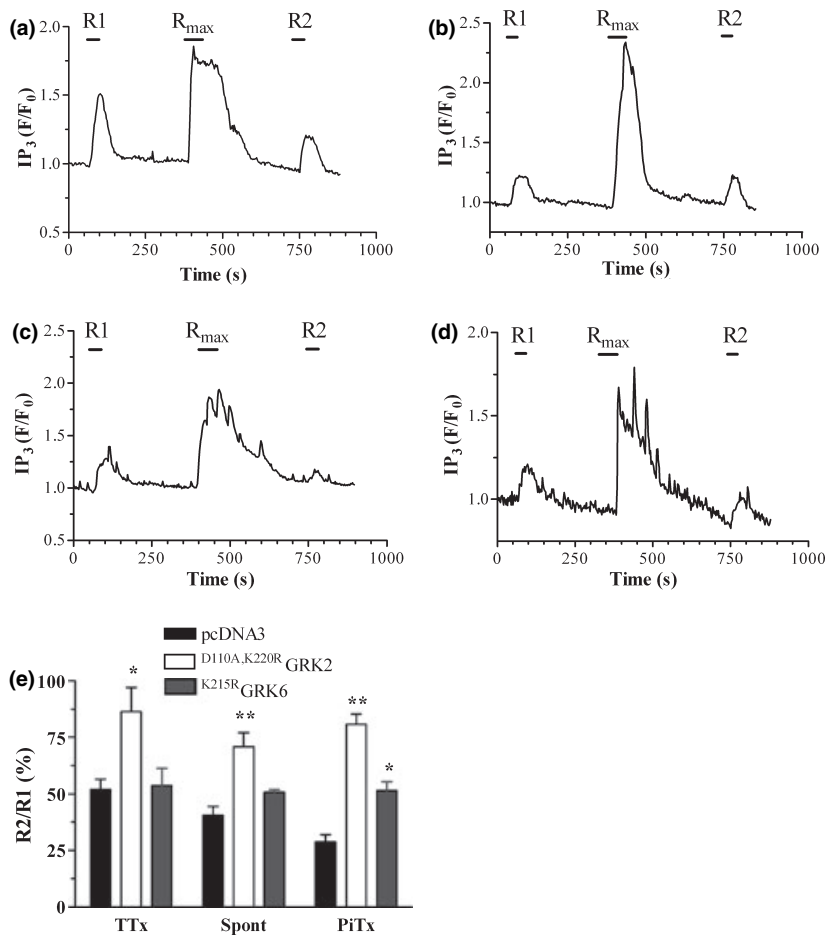 (a)
R1
Rmax
R2
IP3 (F/F0)
2.0
1.5
1.0
0.5
0
250
500
750
1000
Time (s)
(b)
R1
Rmax
R2
IP3 (F/F0)
2.5
2.0
1.5
1.0
0
250
500
750
1000
Time (s)
(c)
R1
Rmax
R2
IP3 (F/F0)
2.5
2.0
1.5
1.0
0.5
0
250
500
750
1000
Time (s)
(d)
R1
Rmax
R2
IP3 (F/F0)
2.0
1.5
1.0
0
250
500
750
1000
Time (s)
(e)
pcDNA3
D110A,K220RGRK2
K215RGRK6
R2/R1 (%)
100
75
50
25
0
*
**
**
*
TTx
Spont
PiTx